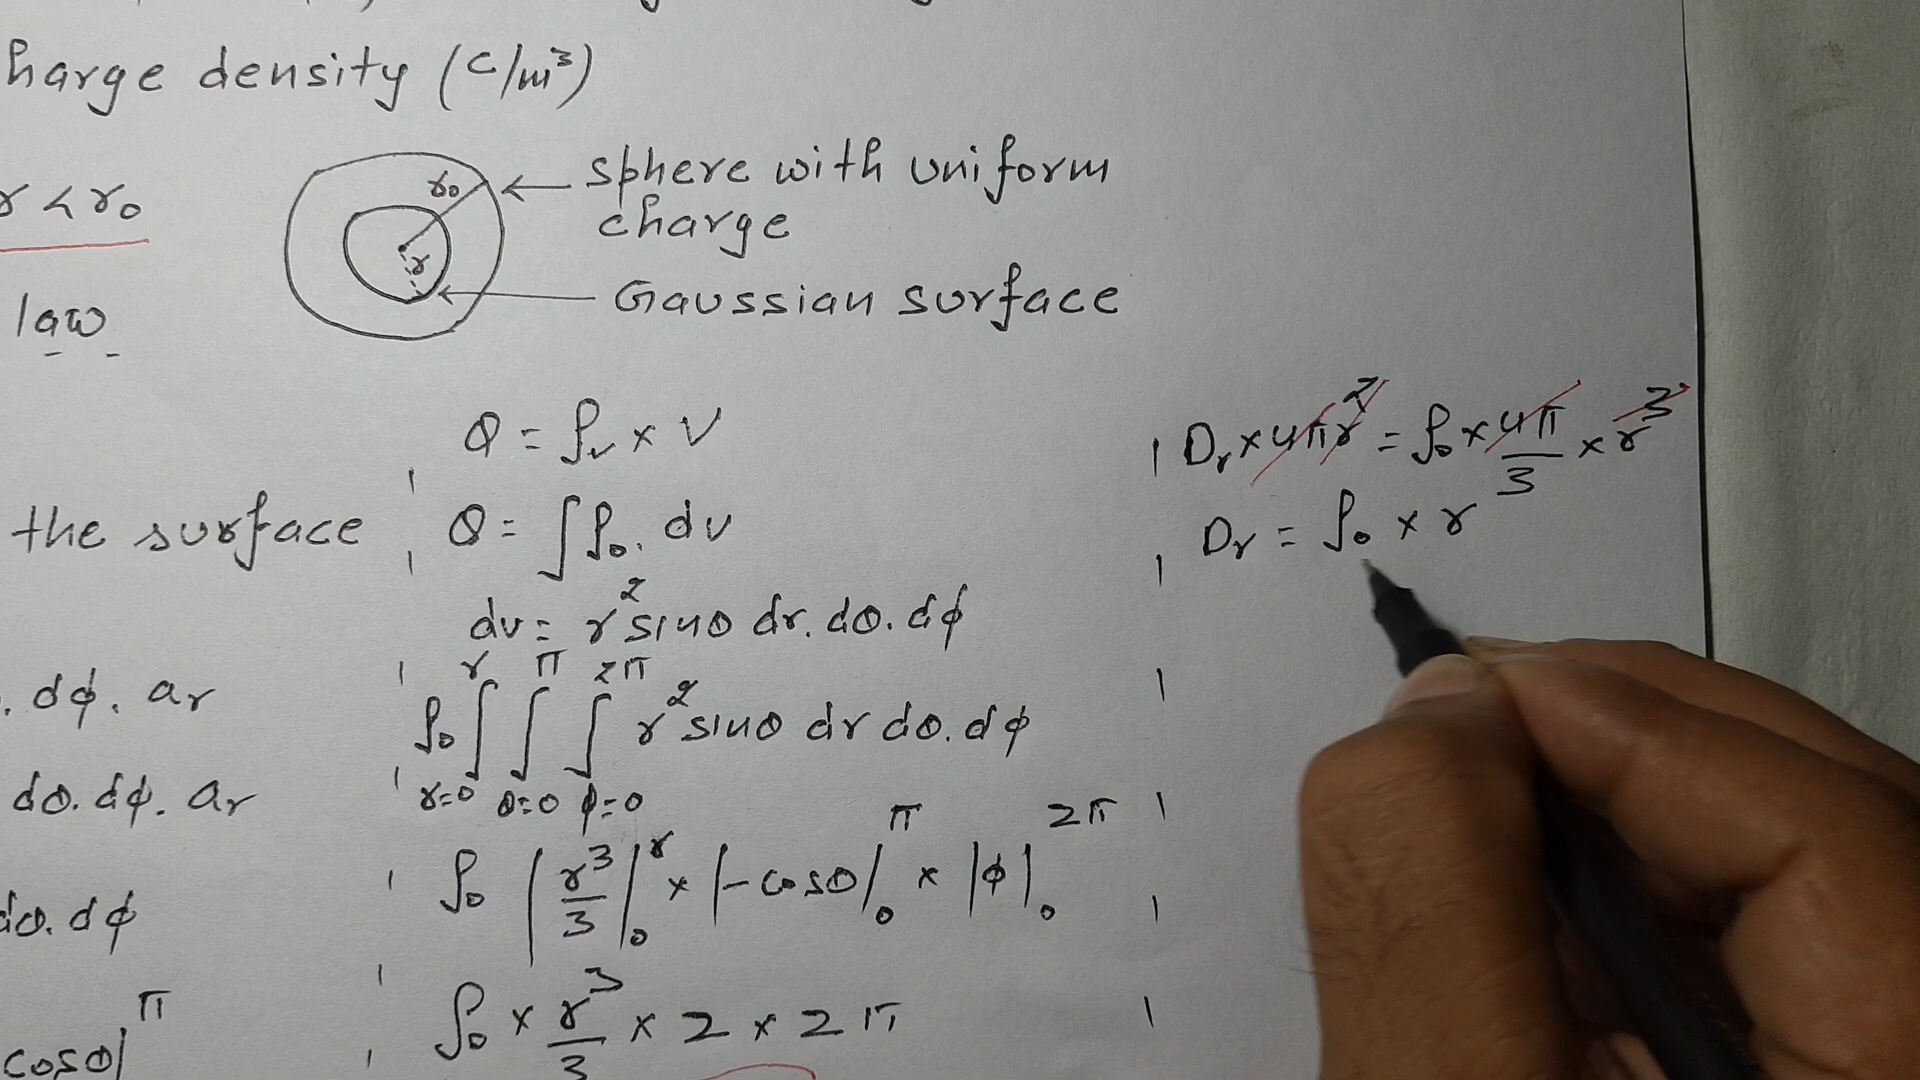 harge density (C/m³)
r < r₀
law
r₀
r
sphere with uniform
charge
Gaussian surface
the surface
. dφ. ar
dθ. dφ. ar
dθ. dφ
π
cosθ|
Q = ρv × V
Q = ∫ρ₀. dv
dv = r² sinθ dr. dθ. dφ
r π 2π
ρ₀ ∫ ∫ ∫ r² sinθ dr dθ. dφ
r=0 θ=0 φ=0
ρ₀ |r³/3|₀ʳ × |-cosθ|₀^π × |φ|₀^2π
ρ₀ × r³/3 × 2 × 2π
Dr × 4πr² = ρ₀ × 4π/3 × r³
Dr = ρ₀ × r